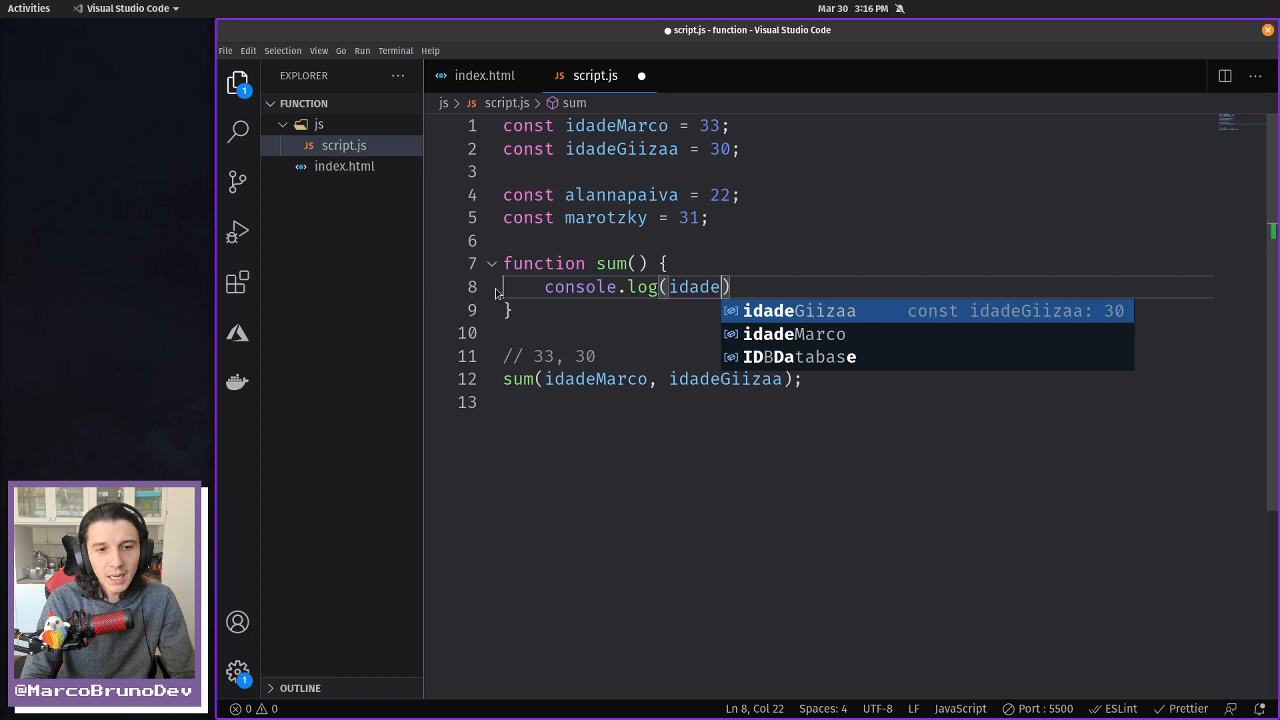 Activities
Visual Studio Code
Mar 30 3:16 PM
script.js - function - Visual Studio Code
File Edit Selection View Go Run Terminal Help
EXPLORER
FUNCTION
js
JS script.js
index.html
OUTLINE
index.html
JS script.js
js > JS script.js > sum
1 const idadeMarco = 33;
2 const idadeGiizaa = 30;
3
4 const alannapaiva = 22;
5 const marotzky = 31;
6
7 function sum() {
8 console.log(idade)
9 }
10
11 // 33, 30
12 sum(idadeMarco, idadeGiizaa);
13
idadeGiizaa const idadeGiizaa: 30
idadeMarco
IDBDatabase
1
1
@MarcoBrunoDev
0 0
Ln 8, Col 22 Spaces: 4 UTF-8 LF JavaScript Port : 5500 ESLint Prettier